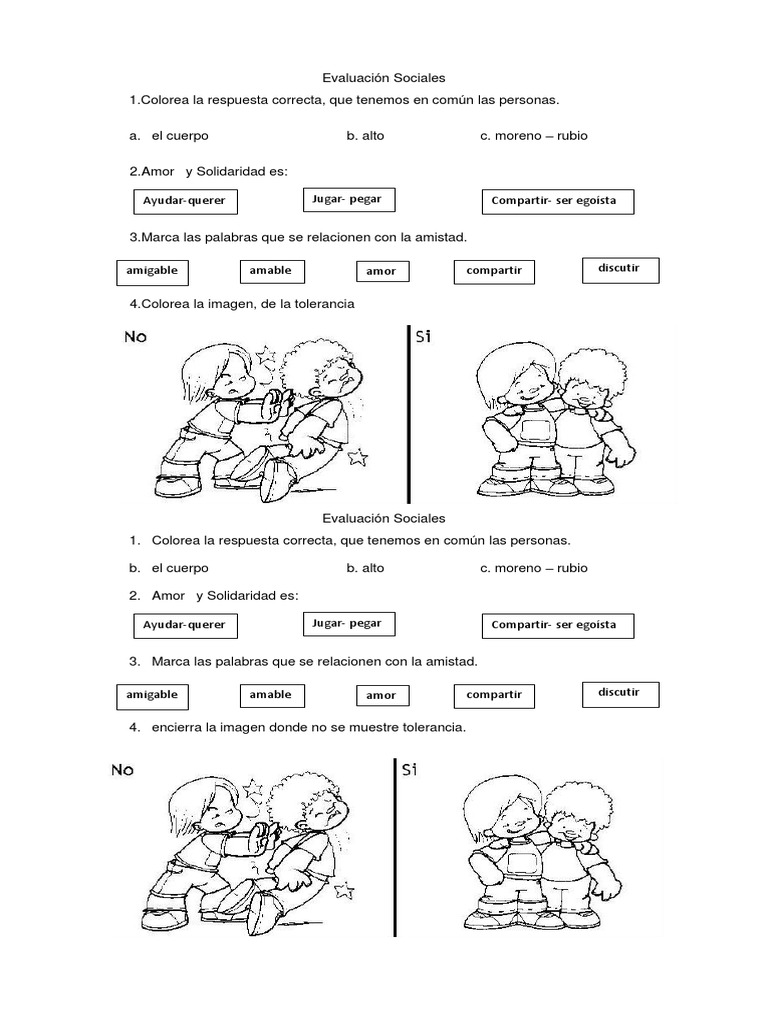 Evaluación Sociales
1.Colorea la respuesta correcta, que tenemos en común las personas.
a. el cuerpo b. alto c. moreno – rubio
2.Amor y Solidaridad es:
Ayudar-querer Jugar- pegar Compartir- ser egoísta
3.Marca las palabras que se relacionen con la amistad.
amigable amable amor compartir discutir
4.Colorea la imagen, de la tolerancia
No Si
Evaluación Sociales
1. Colorea la respuesta correcta, que tenemos en común las personas.
b. el cuerpo b. alto c. moreno – rubio
2. Amor y Solidaridad es:
Ayudar-querer Jugar- pegar Compartir- ser egoísta
3. Marca las palabras que se relacionen con la amistad.
amigable amable amor compartir discutir
4. encierra la imagen donde no se muestre tolerancia.
No Si